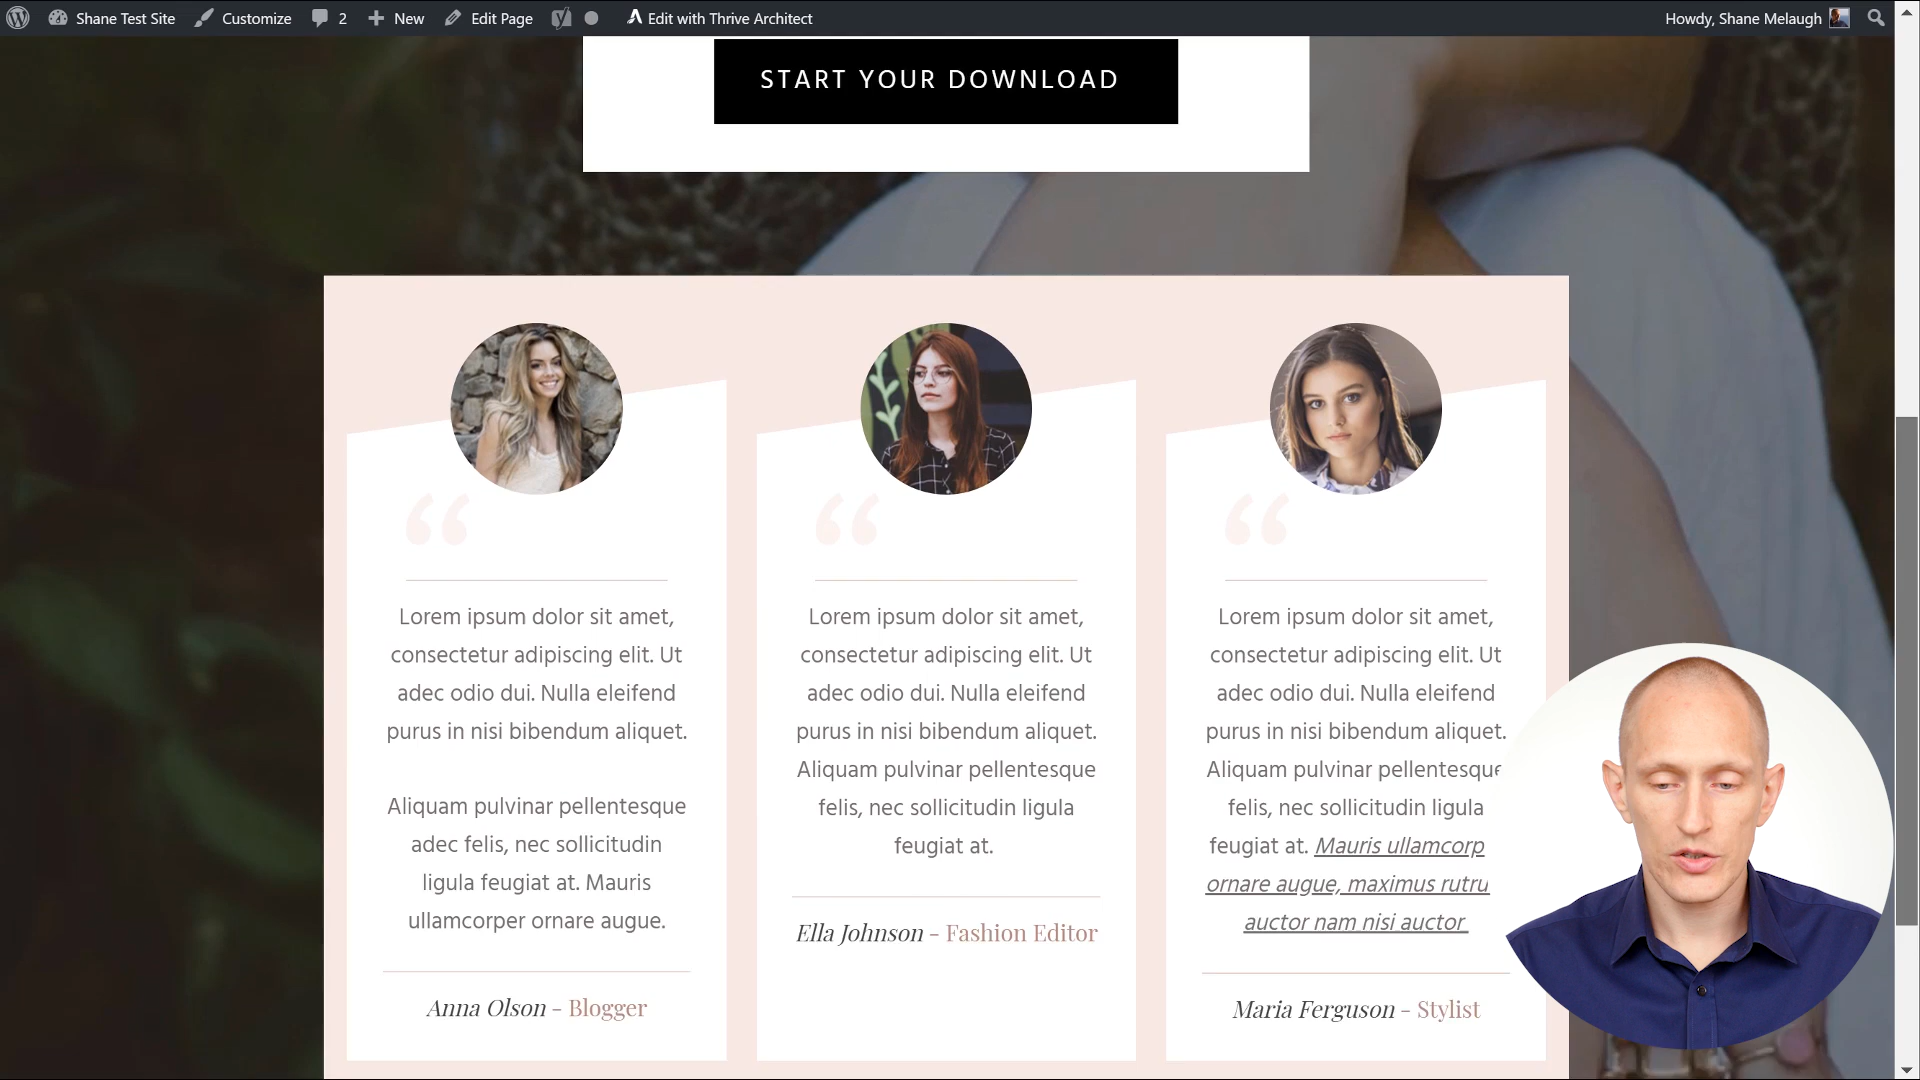 Shane Test Site Customize 2 New Edit Page Edit with Thrive Architect Howdy, Shane Melaugh
START YOUR DOWNLOAD
“
Lorem ipsum dolor sit amet,
consectetur adipiscing elit. Ut
adec odio dui. Nulla eleifend
purus in nisi bibendum aliquet.
Aliquam pulvinar pellentesque
adec felis, nec sollicitudin
ligula feugiat at. Mauris
ullamcorper ornare augue.
Anna Olson - Blogger
“
Lorem ipsum dolor sit amet,
consectetur adipiscing elit. Ut
adec odio dui. Nulla eleifend
purus in nisi bibendum aliquet.
Aliquam pulvinar pellentesque
felis, nec sollicitudin ligula
feugiat at.
Ella Johnson - Fashion Editor
“
Lorem ipsum dolor sit amet,
consectetur adipiscing elit. Ut
adec odio dui. Nulla eleifend
purus in nisi bibendum aliquet.
Aliquam pulvinar pellentesque
felis, nec sollicitudin ligula
feugiat at. Mauris ullamcorp
ornare augue, maximus rutru
auctor nam nisi auctor
Maria Ferguson - Stylist